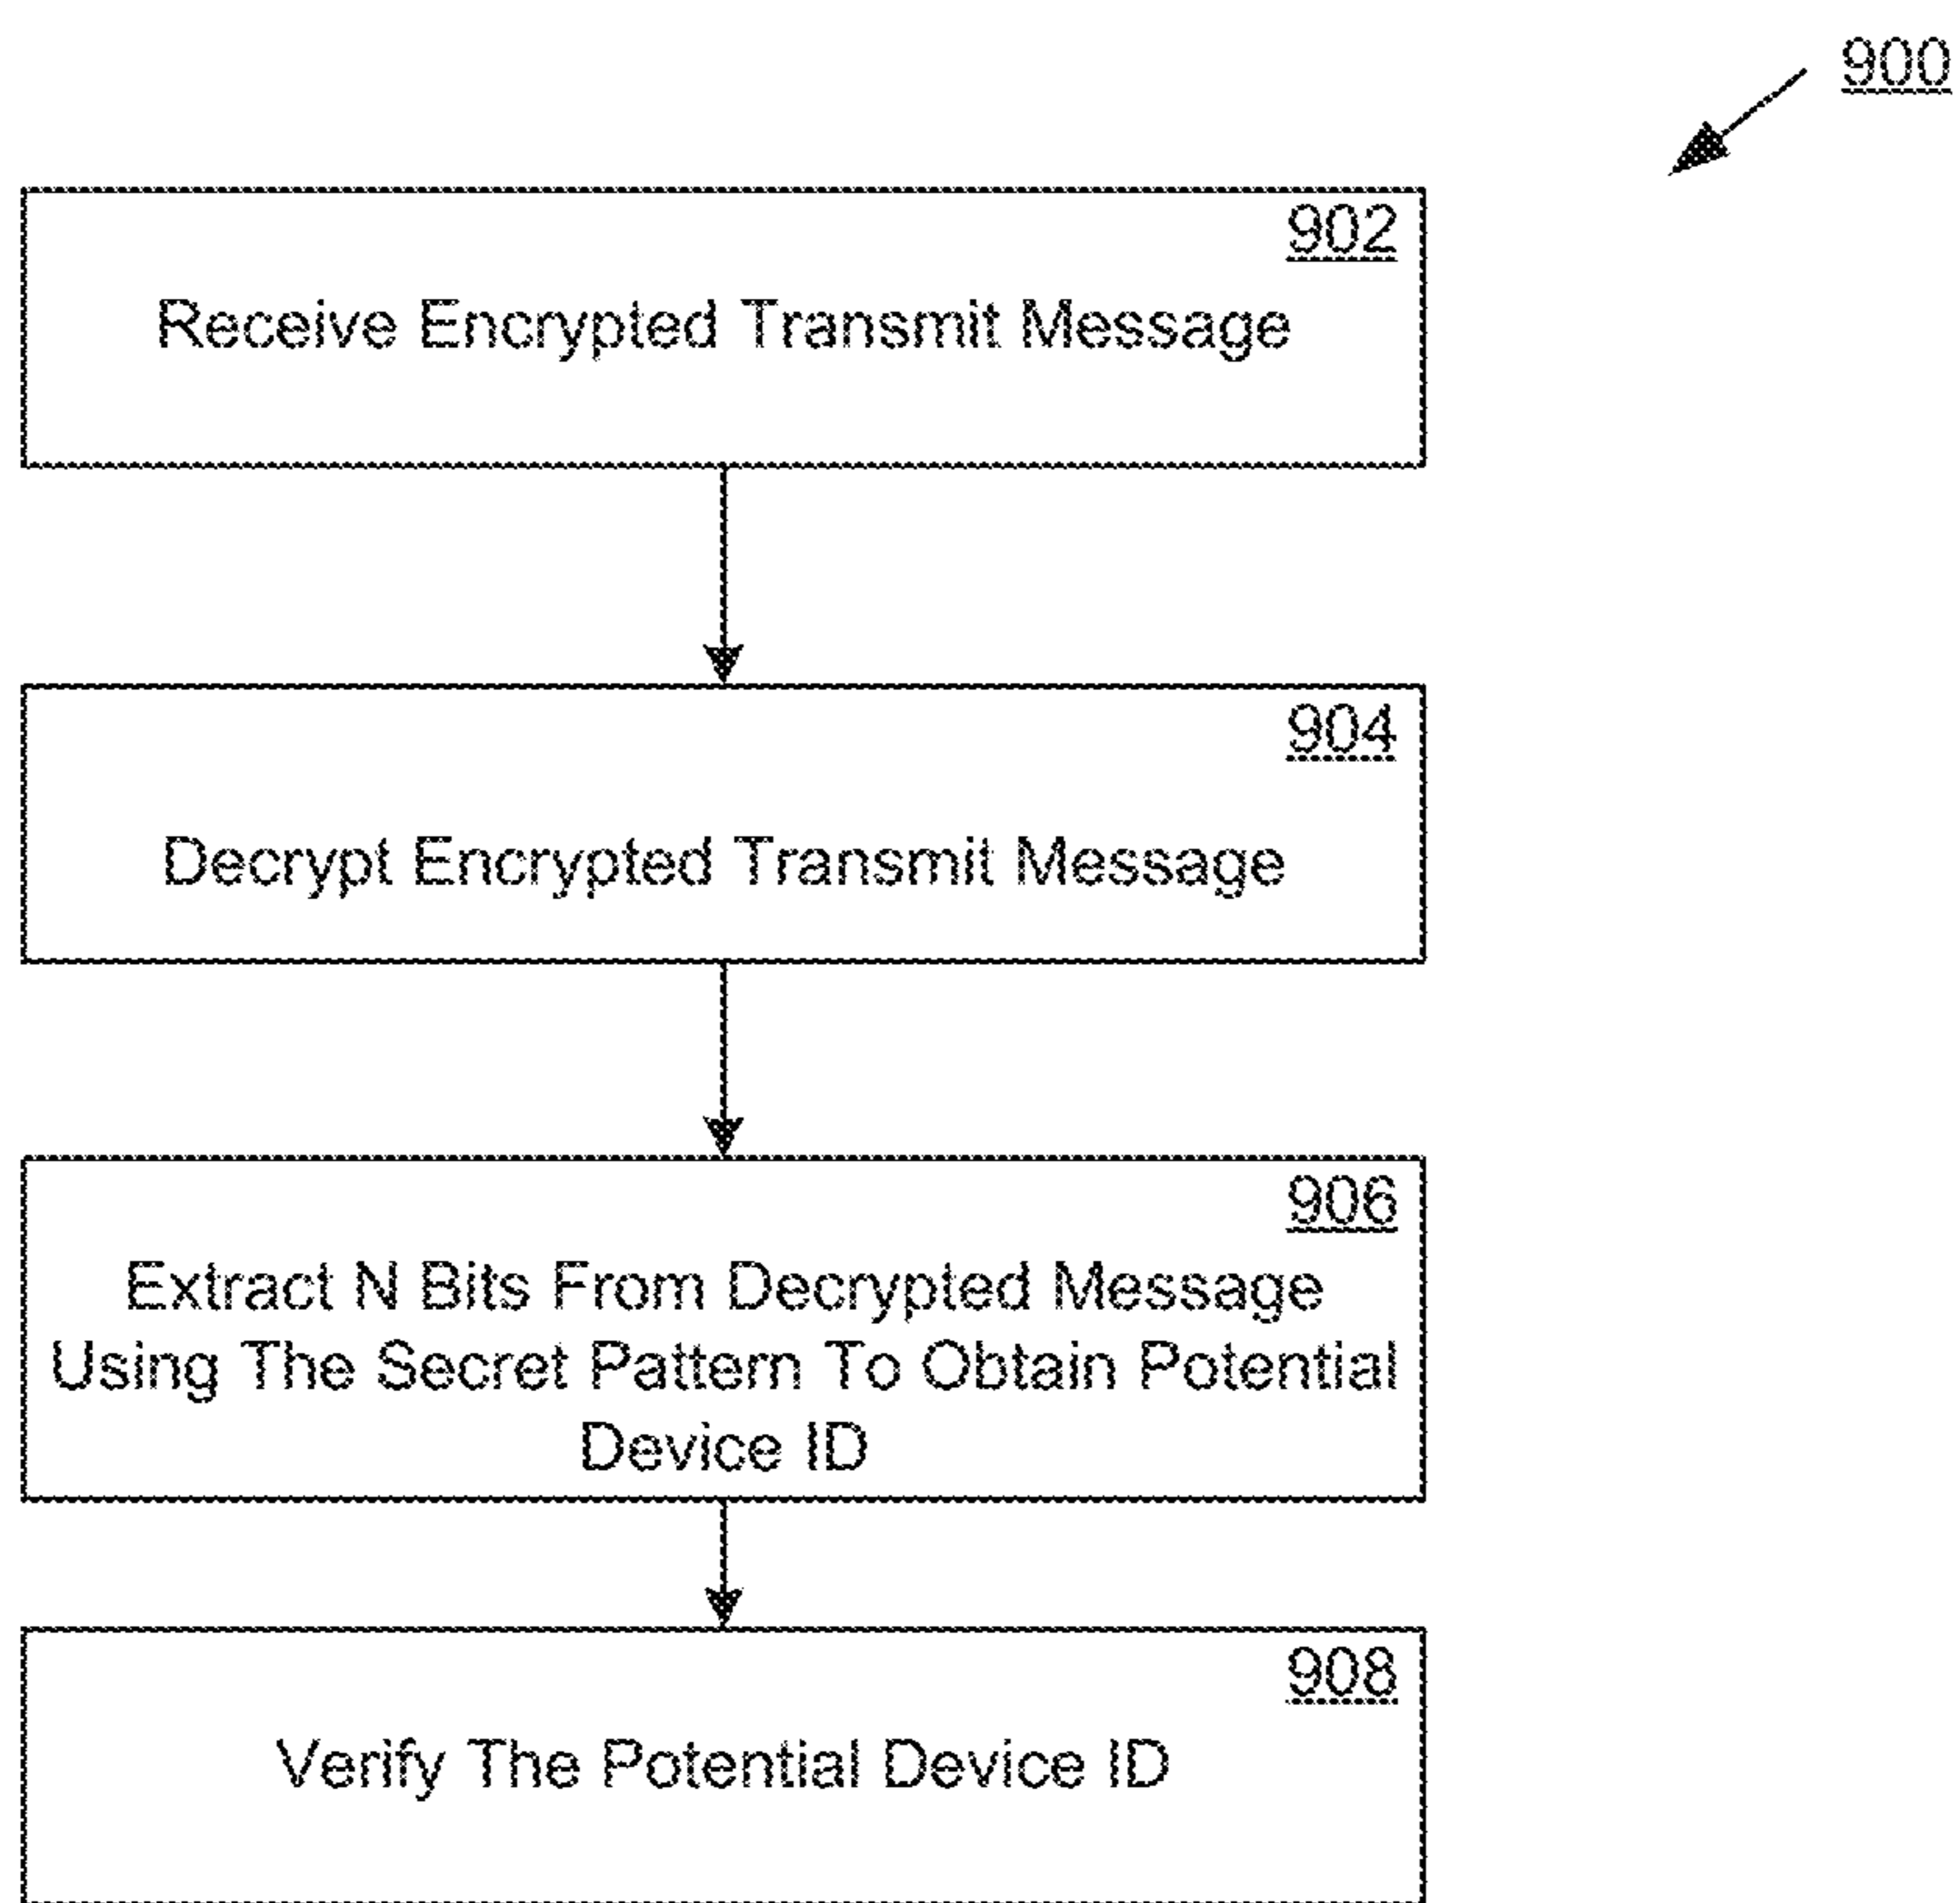 900
902
Receive Encrypted Transmit Message
904
Decrypt Encrypted Transmit Message
906
Extract N Bits From Decrypted Message
Using The Secret Pattern To Obtain Potential
Device ID
908
Verify The Potential Device ID